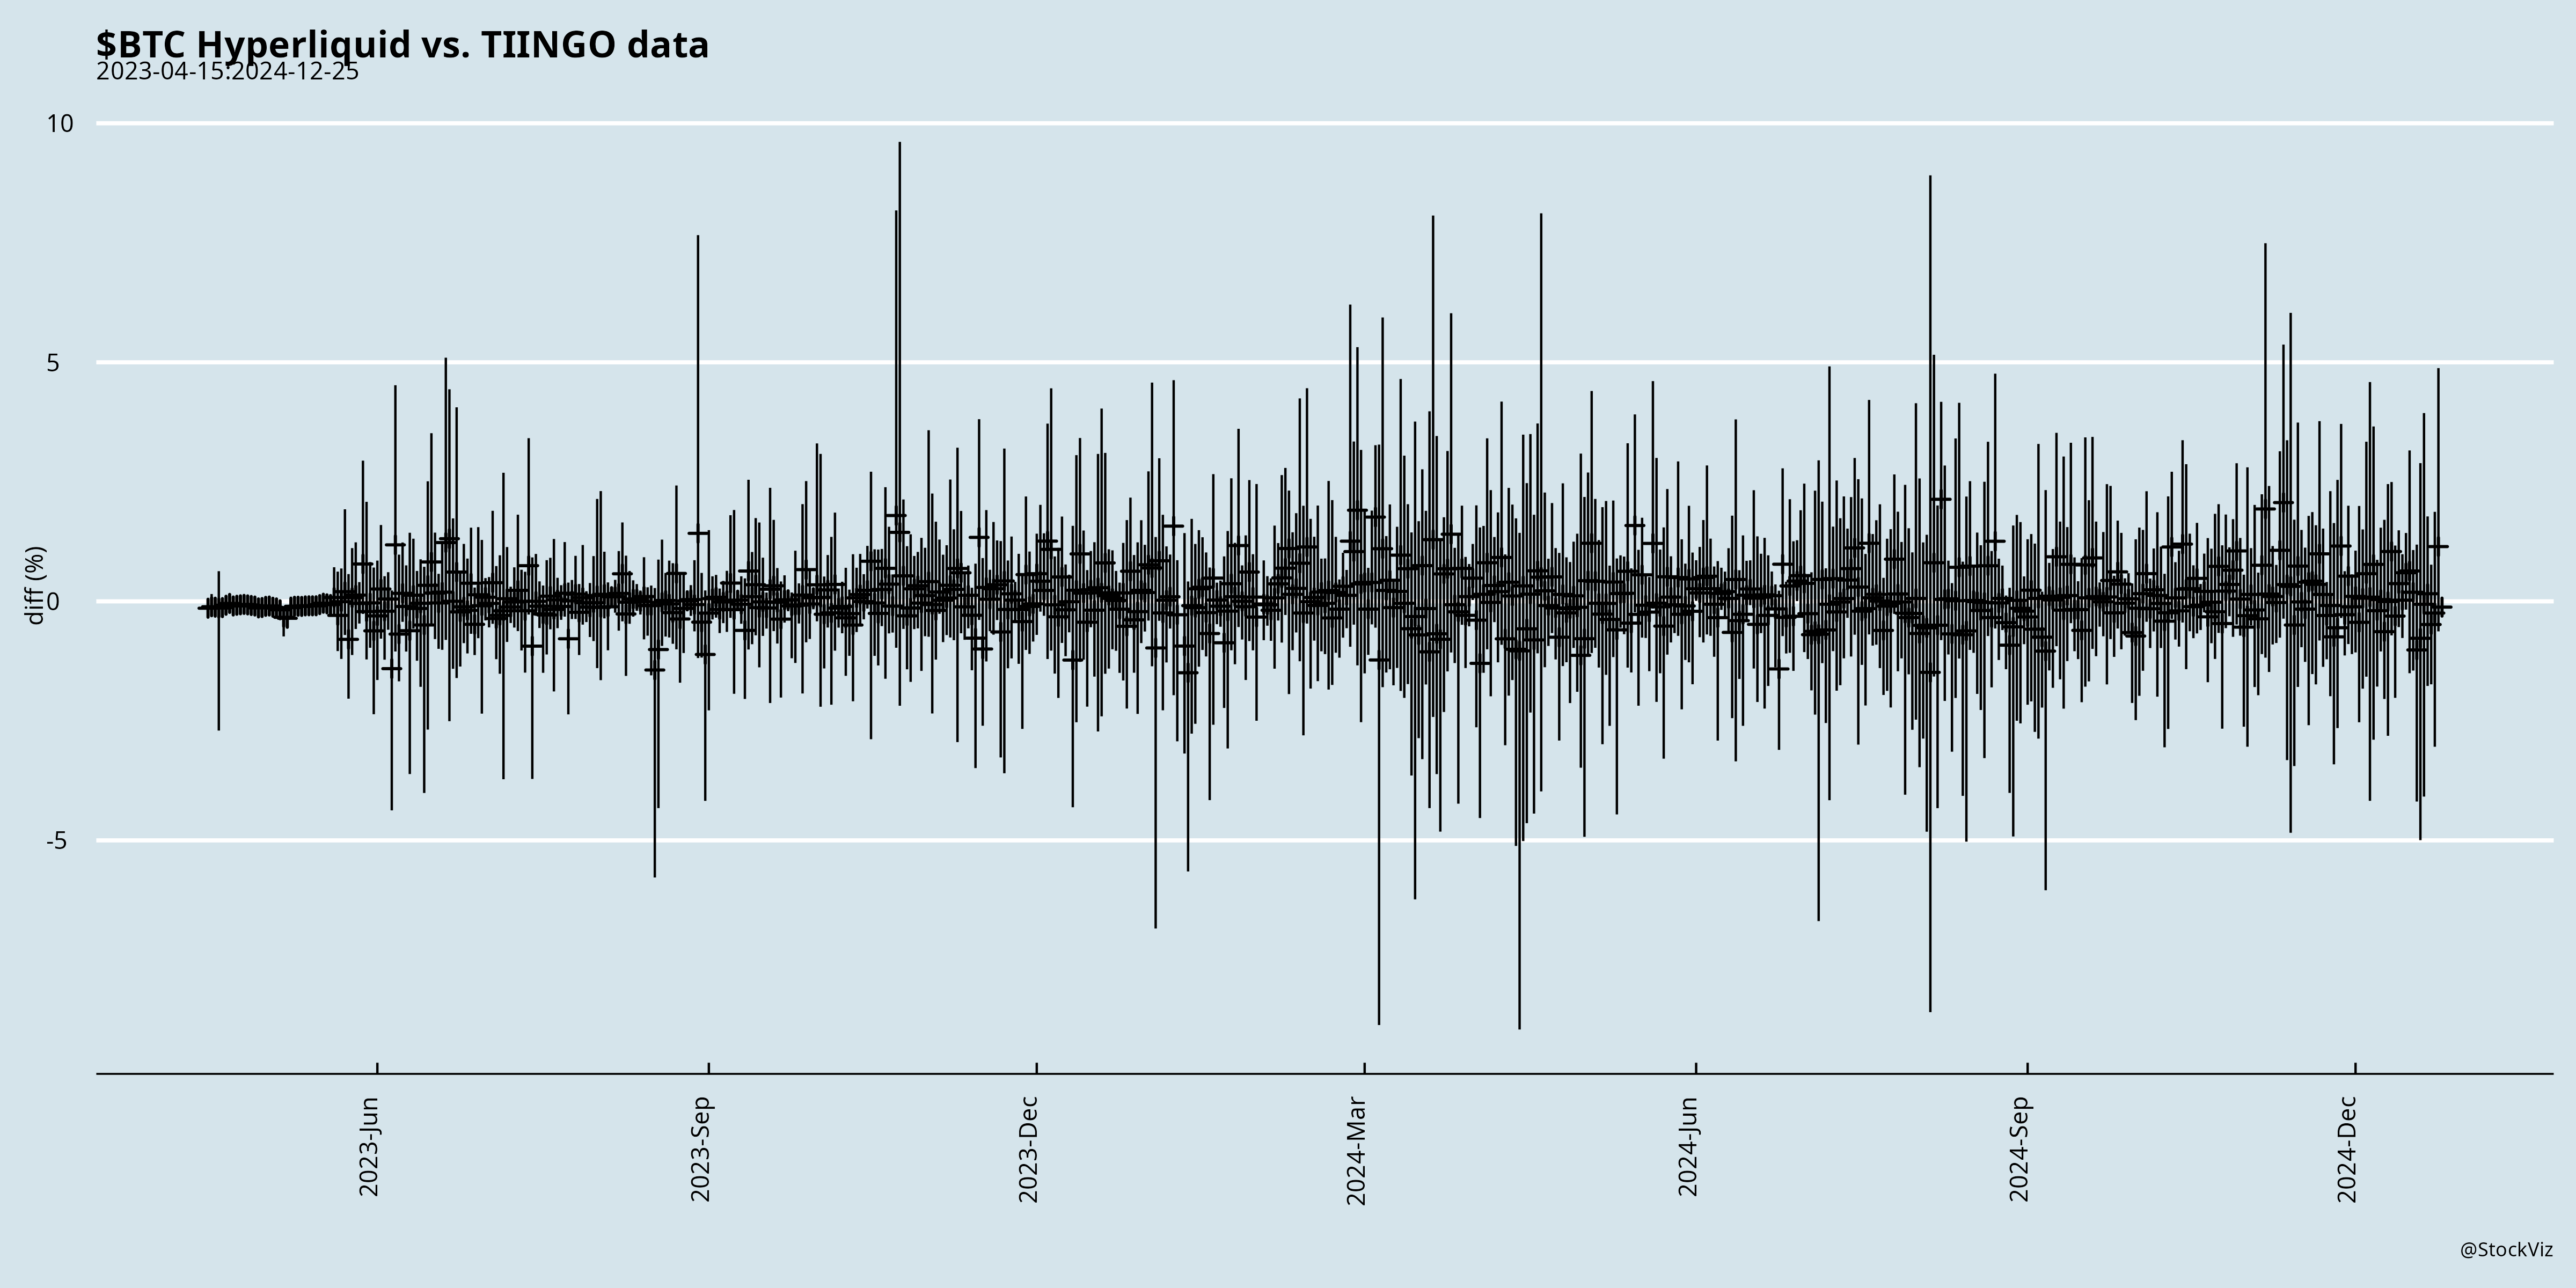 $BTC Hyperliquid vs. TIINGO data
2023-04-15:2024-12-25
10
5
0
-5
diff (%)
2023-Jun
2023-Sep
2023-Dec
2024-Mar
2024-Jun
2024-Sep
2024-Dec
@StockViz